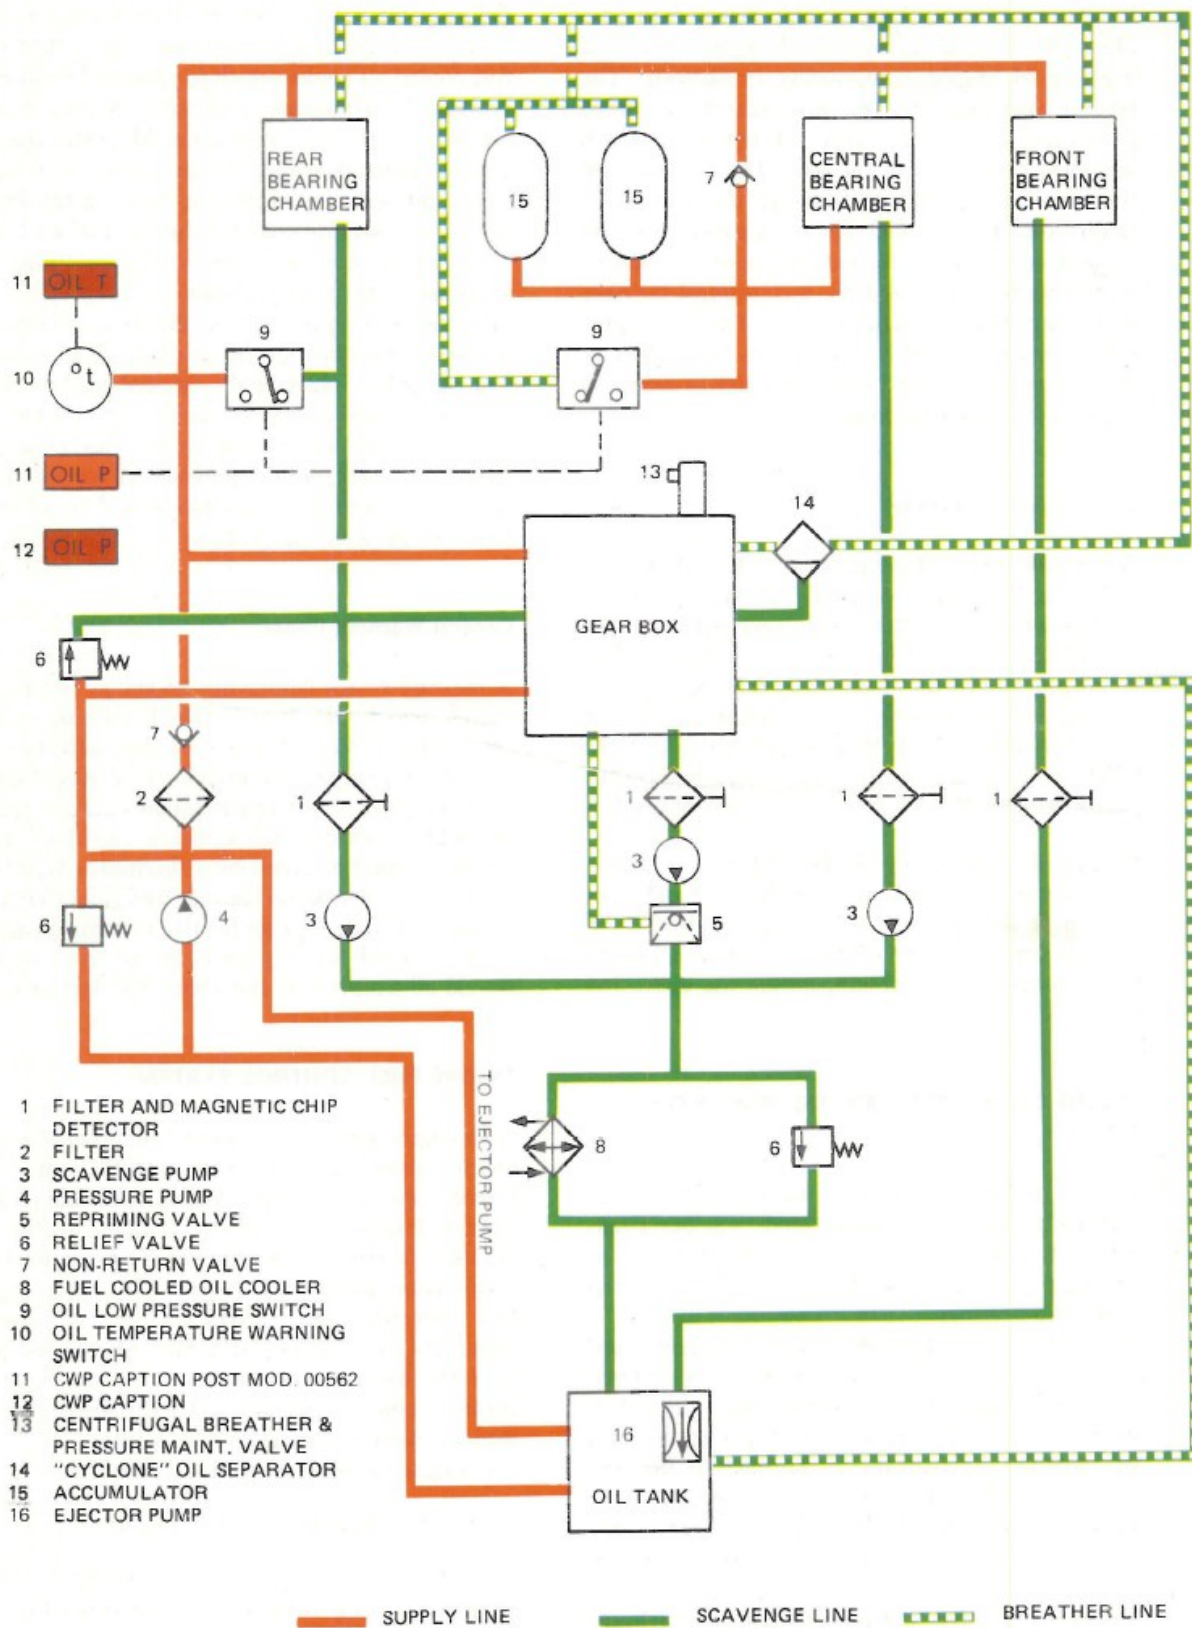 REAR
BEARING
CHAMBER
15
15
7
CENTRAL
BEARING
CHAMBER
FRONT
BEARING
CHAMBER
11 OIL T
9
9
10 °t
11 OIL P
13
14
12 OIL P
GEAR BOX
6
7
2
1
1
1
1
3
6
4
3
5
3
TO EJECTOR PUMP
8
6
1 FILTER AND MAGNETIC CHIP
DETECTOR
2 FILTER
3 SCAVENGE PUMP
4 PRESSURE PUMP
5 REPRIMING VALVE
6 RELIEF VALVE
7 NON-RETURN VALVE
8 FUEL COOLED OIL COOLER
9 OIL LOW PRESSURE SWITCH
10 OIL TEMPERATURE WARNING
SWITCH
11 CWP CAPTION POST MOD. 00562
12 CWP CAPTION
13 CENTRIFUGAL BREATHER &
PRESSURE MAINT. VALVE
14 "CYCLONE" OIL SEPARATOR
15 ACCUMULATOR
16 EJECTOR PUMP
16
OIL TANK
SUPPLY LINE
SCAVENGE LINE
BREATHER LINE